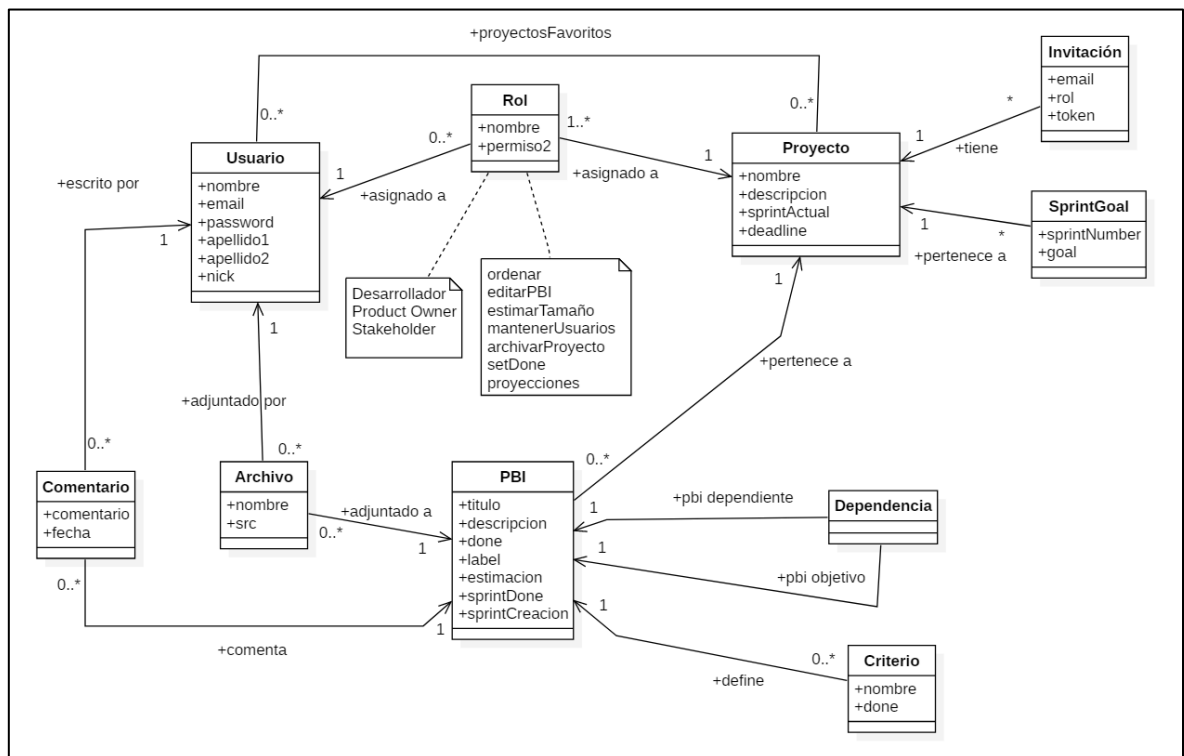 +proyectosFavoritos
0..*
0..*
Invitación
+email
+rol
+token
*
1
+tiene
Rol
+nombre
+permiso2
0..*
1
+asignado a
1..*
1
+asignado a
Usuario
+nombre
+email
+password
+apellido1
+apellido2
+nick
Proyecto
+nombre
+descripcion
+sprintActual
+deadline
SprintGoal
+sprintNumber
+goal
1
*
+pertenece a
+escrito por
1
0..*
Desarrollador
Product Owner
Stakeholder
ordenar
editarPBI
estimarTamaño
mantenerUsuarios
archivarProyecto
setDone
proyecciones
1
+pertenece a
0..*
1
+adjuntado por
0..*
Comentario
+comentario
+fecha
Archivo
+nombre
+src
+adjuntado a
0..*
1
PBI
+titulo
+descripcion
+done
+label
+estimacion
+sprintDone
+sprintCreacion
+pbi dependiente
1
Dependencia
1
+pbi objetivo
0..*
1
+comenta
1
0..*
+define
Criterio
+nombre
+done